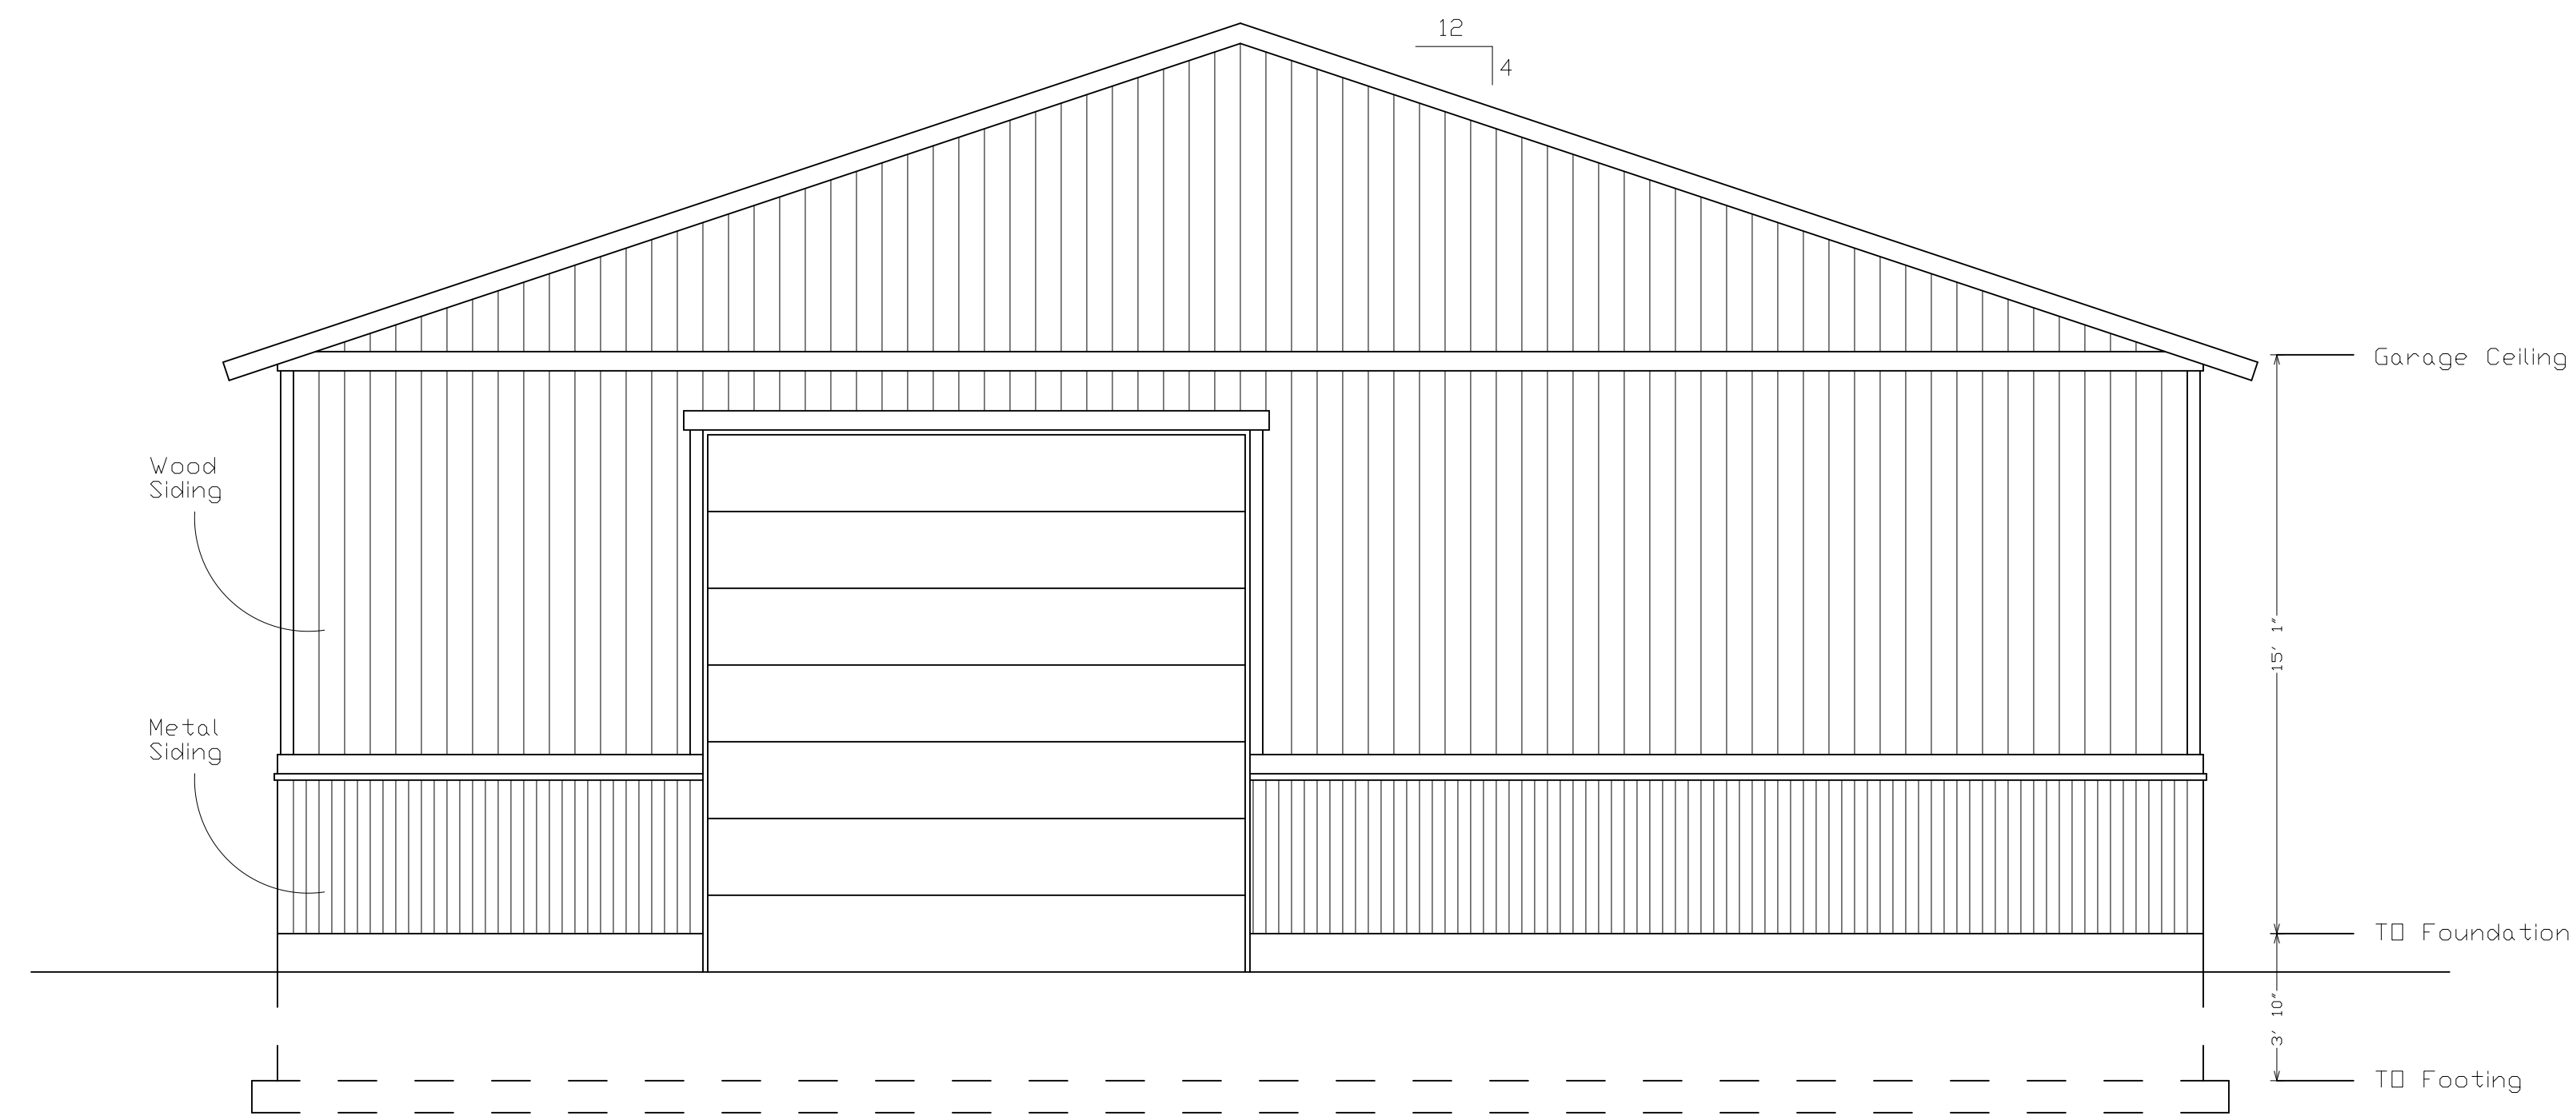 12
4
Garage Ceiling
Wood
Siding
15' 1"
Metal
Siding
TO Foundation
3' 10"
TO Footing